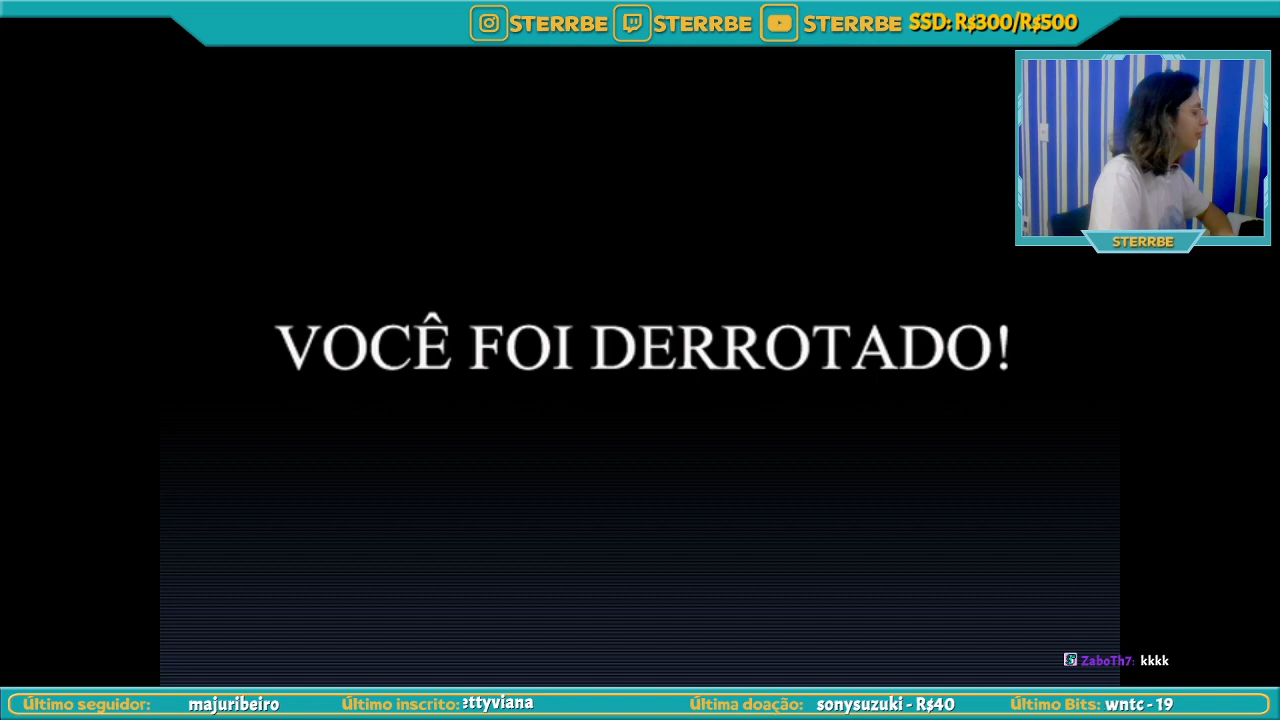 STERRBE STERRBE STERRBE SSD: R$300/R$500
STERRBE
VOCÊ FOI DERROTADO!
ZaboTh7: kkkk
Último seguidor: majuribeiro Último inscrito: ettyviana Última doação: sonysuzuki - R$40 Último Bits: wntc - 19